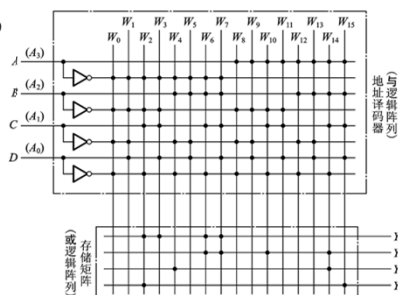 W₁ W₃ W₅ W₇ W₉ W₁₁ W₁₃ W₁₅
W₀ W₂ W₄ W₆ W₈ W₁₀ W₁₂ W₁₄
A (A₃)
B (A₂)
C (A₁)
D (A₀)
地址译码器
(与逻辑阵列)
存储矩阵
(或逻辑阵列)